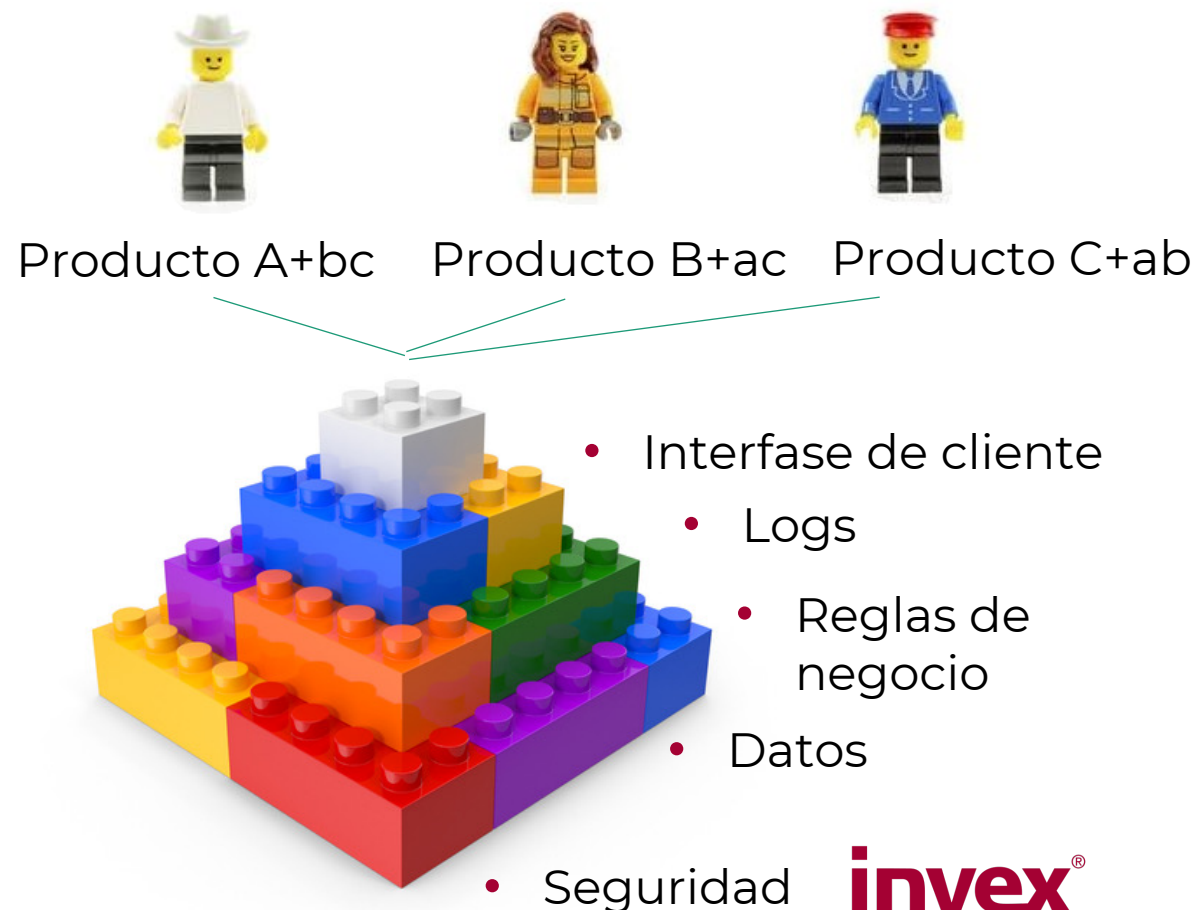 Producto A+bc
Producto B+ac
Producto C+ab
• Interfase de cliente
• Logs
• Reglas de
negocio
• Datos
• Seguridad
invex®